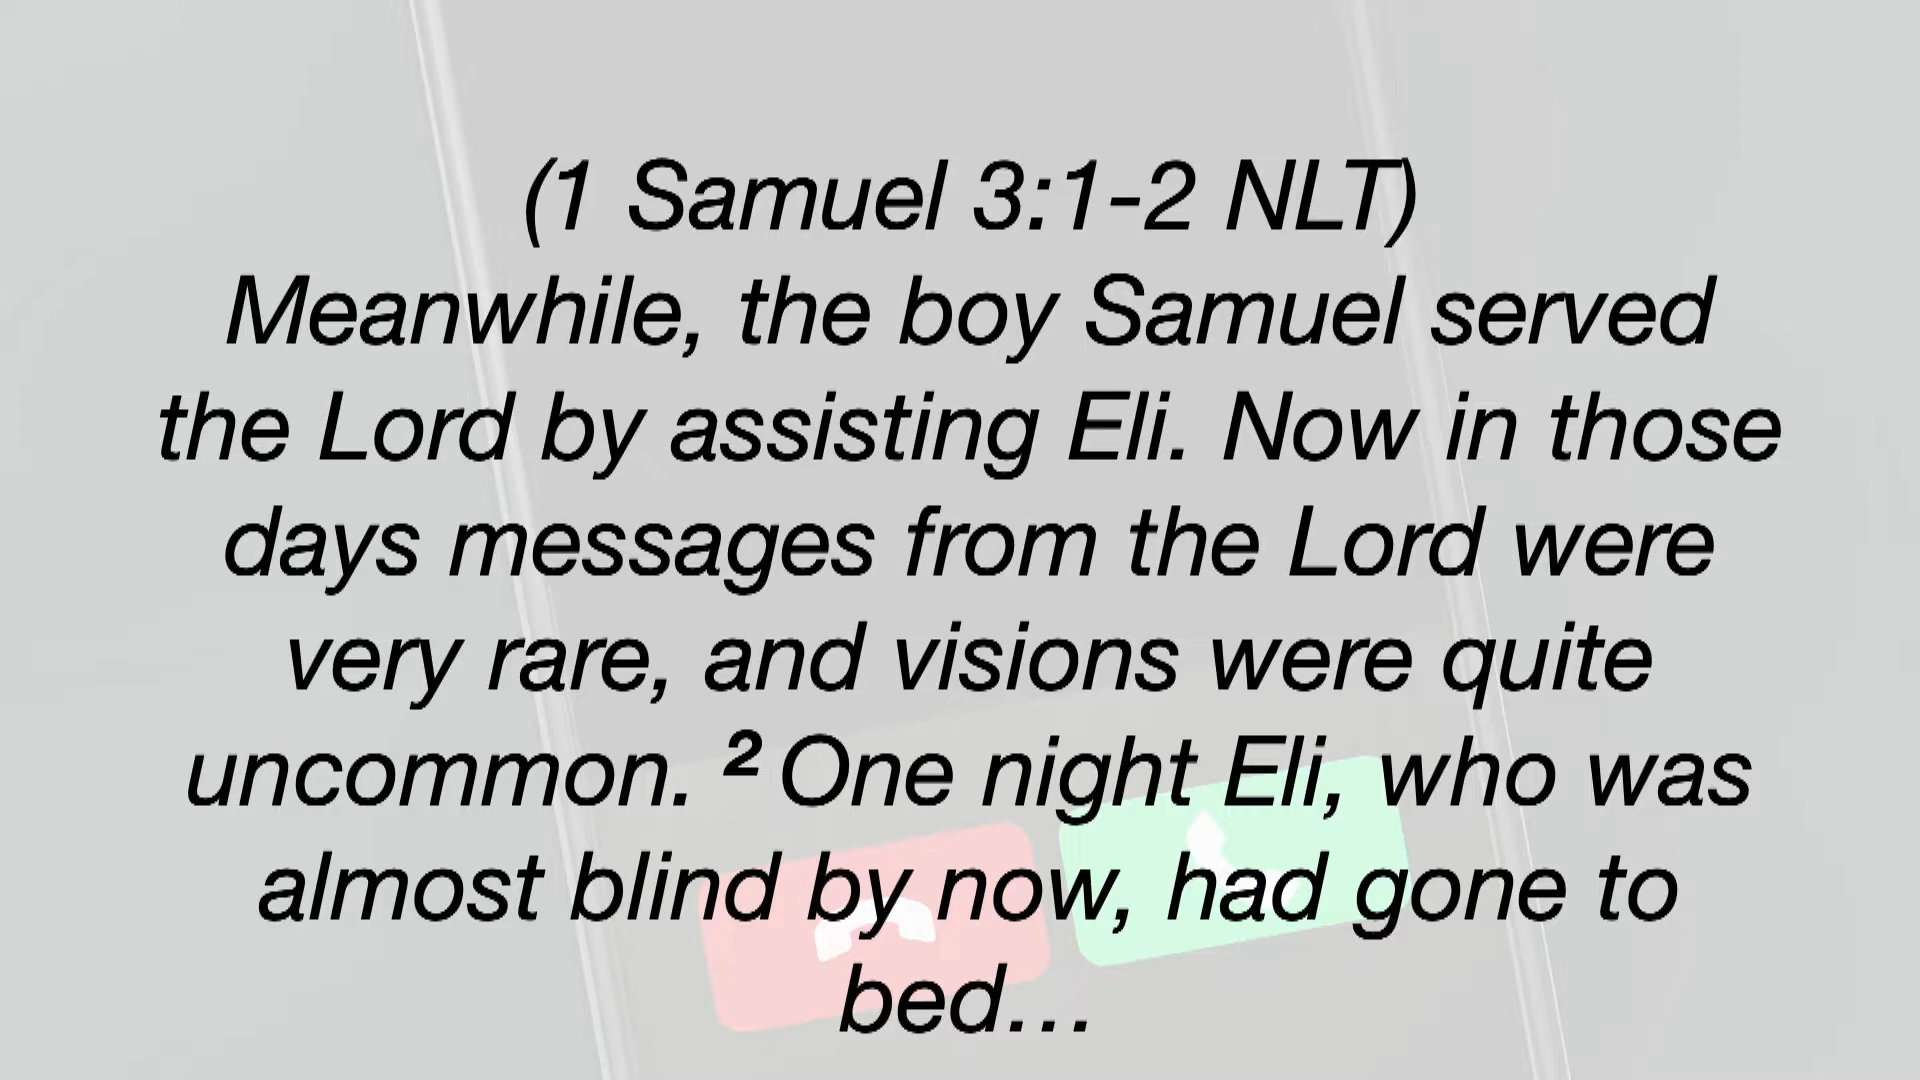 (1 Samuel 3:1-2 NLT)
Meanwhile, the boy Samuel served
the Lord by assisting Eli. Now in those
days messages from the Lord were
very rare, and visions were quite
uncommon. ² One night Eli, who was
almost blind by now, had gone to
bed…